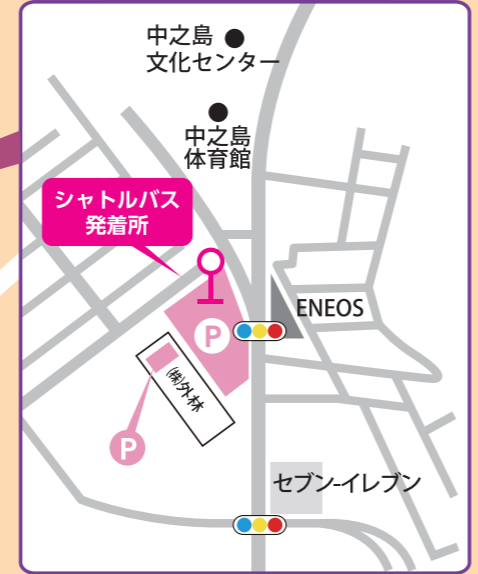 中之島
文化センター
中之島
体育館
シャトルバス
発着所
ENEOS
P
(株)外林
P
セブン-イレブン